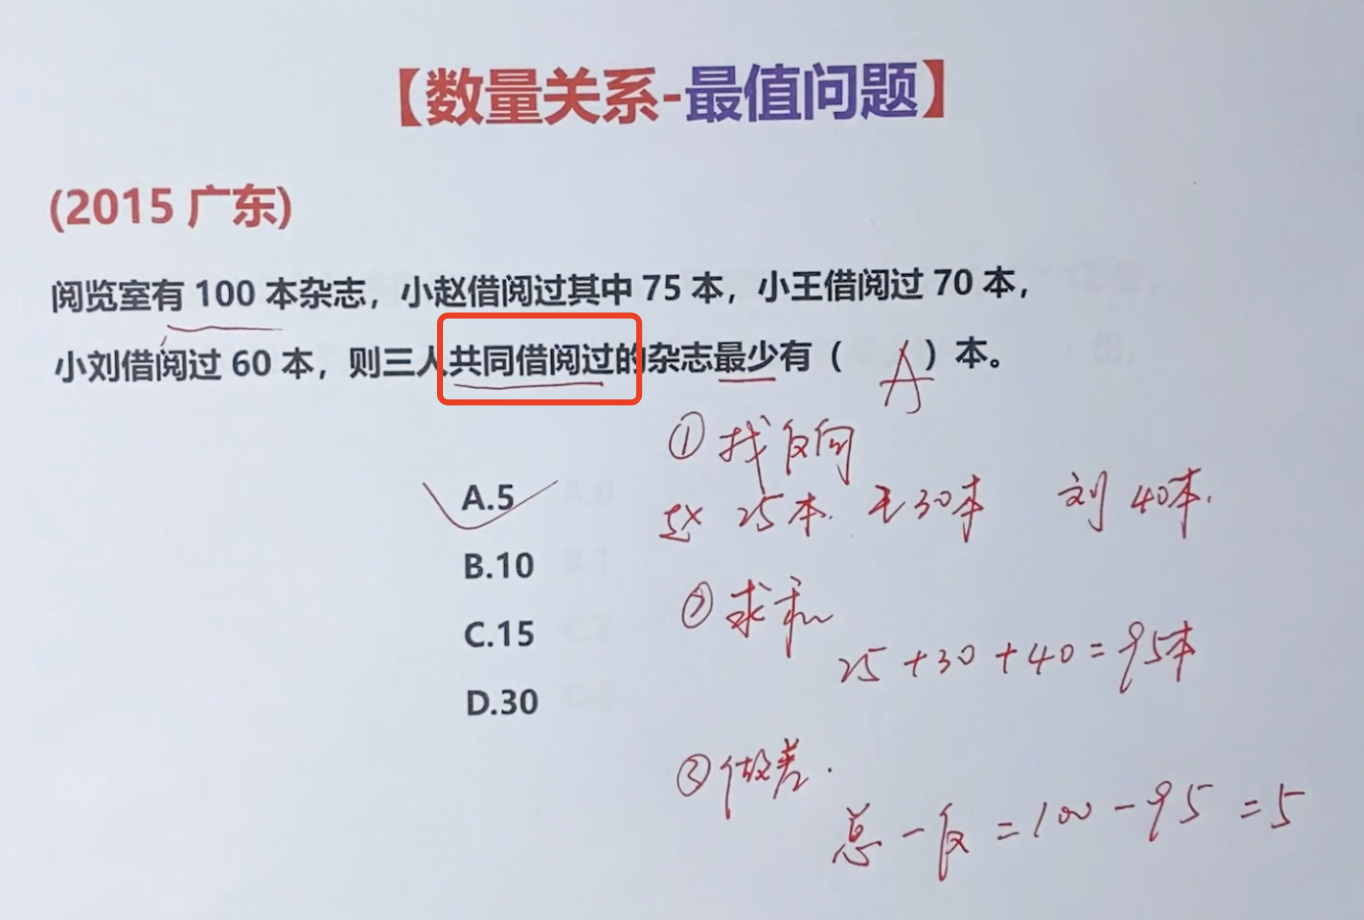 【数量关系-最值问题】
(2015 广东)
阅览室有 100 本杂志，小赵借阅过其中 75 本，小王借阅过 70 本，
小刘借阅过 60 本，则三人共同借阅过的杂志最少有（ A ）本。
A.5
B.10
C.15
D.30
① 找反向
赵 25本. 王30本 刘 40本.
② 求和
25+30+40=95本
③ 做差.
总-反=100-95=5